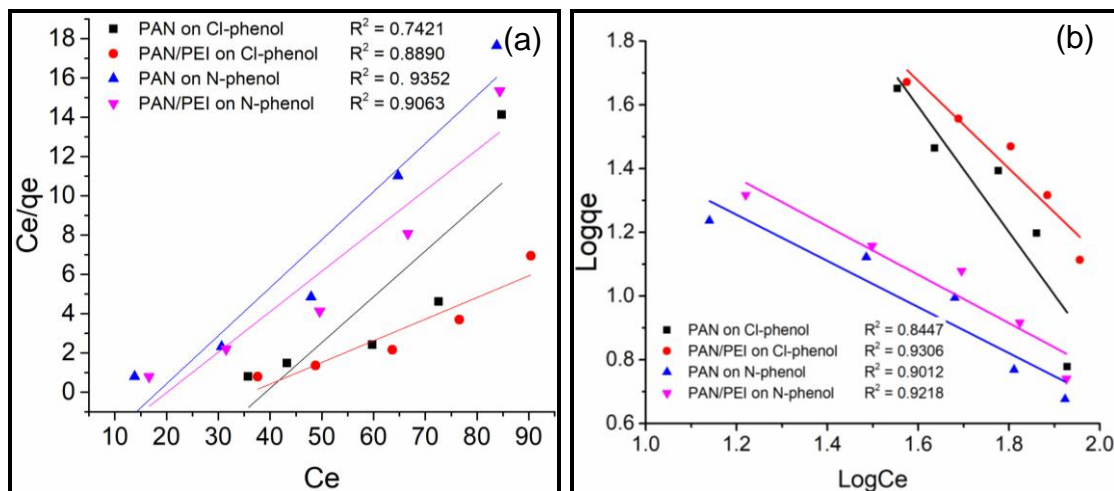 (a)
PAN on Cl-phenol R² = 0.7421
PAN/PEI on Cl-phenol R² = 0.8890
PAN on N-phenol R² = 0.9352
PAN/PEI on N-phenol R² = 0.9063
18
16
14
12
10
8
6
4
2
0
Ce/qe
10 20 30 40 50 60 70 80 90
Ce
(b)
1.8
1.6
1.4
1.2
1.0
0.8
0.6
Logqe
PAN on Cl-phenol R² = 0.8447
PAN/PEI on Cl-phenol R² = 0.9306
PAN on N-phenol R² = 0.9012
PAN/PEI on N-phenol R² = 0.9218
1.0 1.2 1.4 1.6 1.8 2.0
LogCe